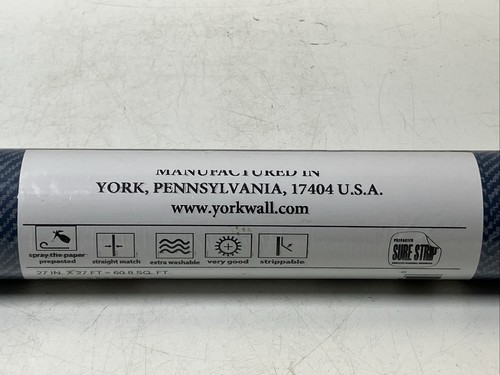 MANUFACTURED IN
YORK, PENNSYLVANIA, 17404 U.S.A.
www.yorkwall.com
spray the paper
prepasted
straight match
extra washable
very good
strippable
PREPASTED
SURE STRIP
27 IN. X 27 FT = 60.8 SQ. FT